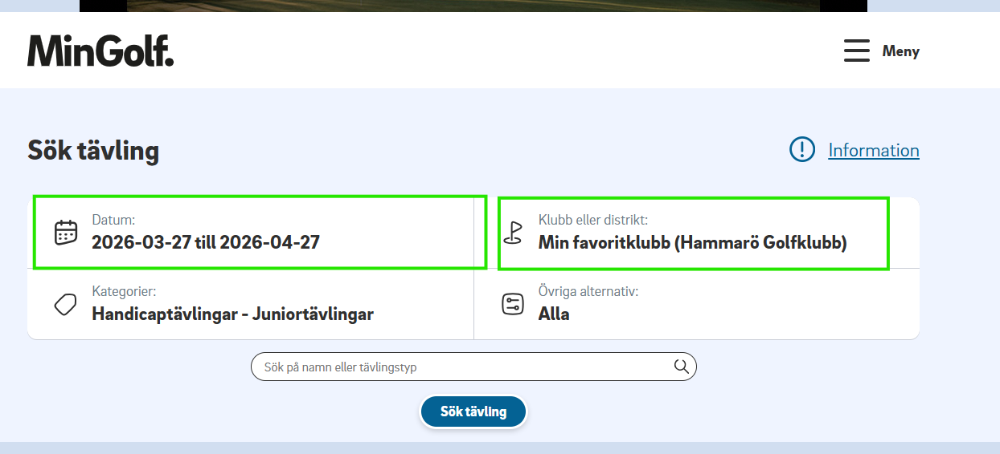 MinGolf.
Meny
Sök tävling
Information
Datum:
2026-03-27 till 2026-04-27
Klubb eller distrikt:
Min favoritklubb (Hammarö Golfklubb)
Kategorier:
Handicaptävlingar - Juniortävlingar
Övriga alternativ:
Alla
Sök på namn eller tävlingstyp
Sök tävling